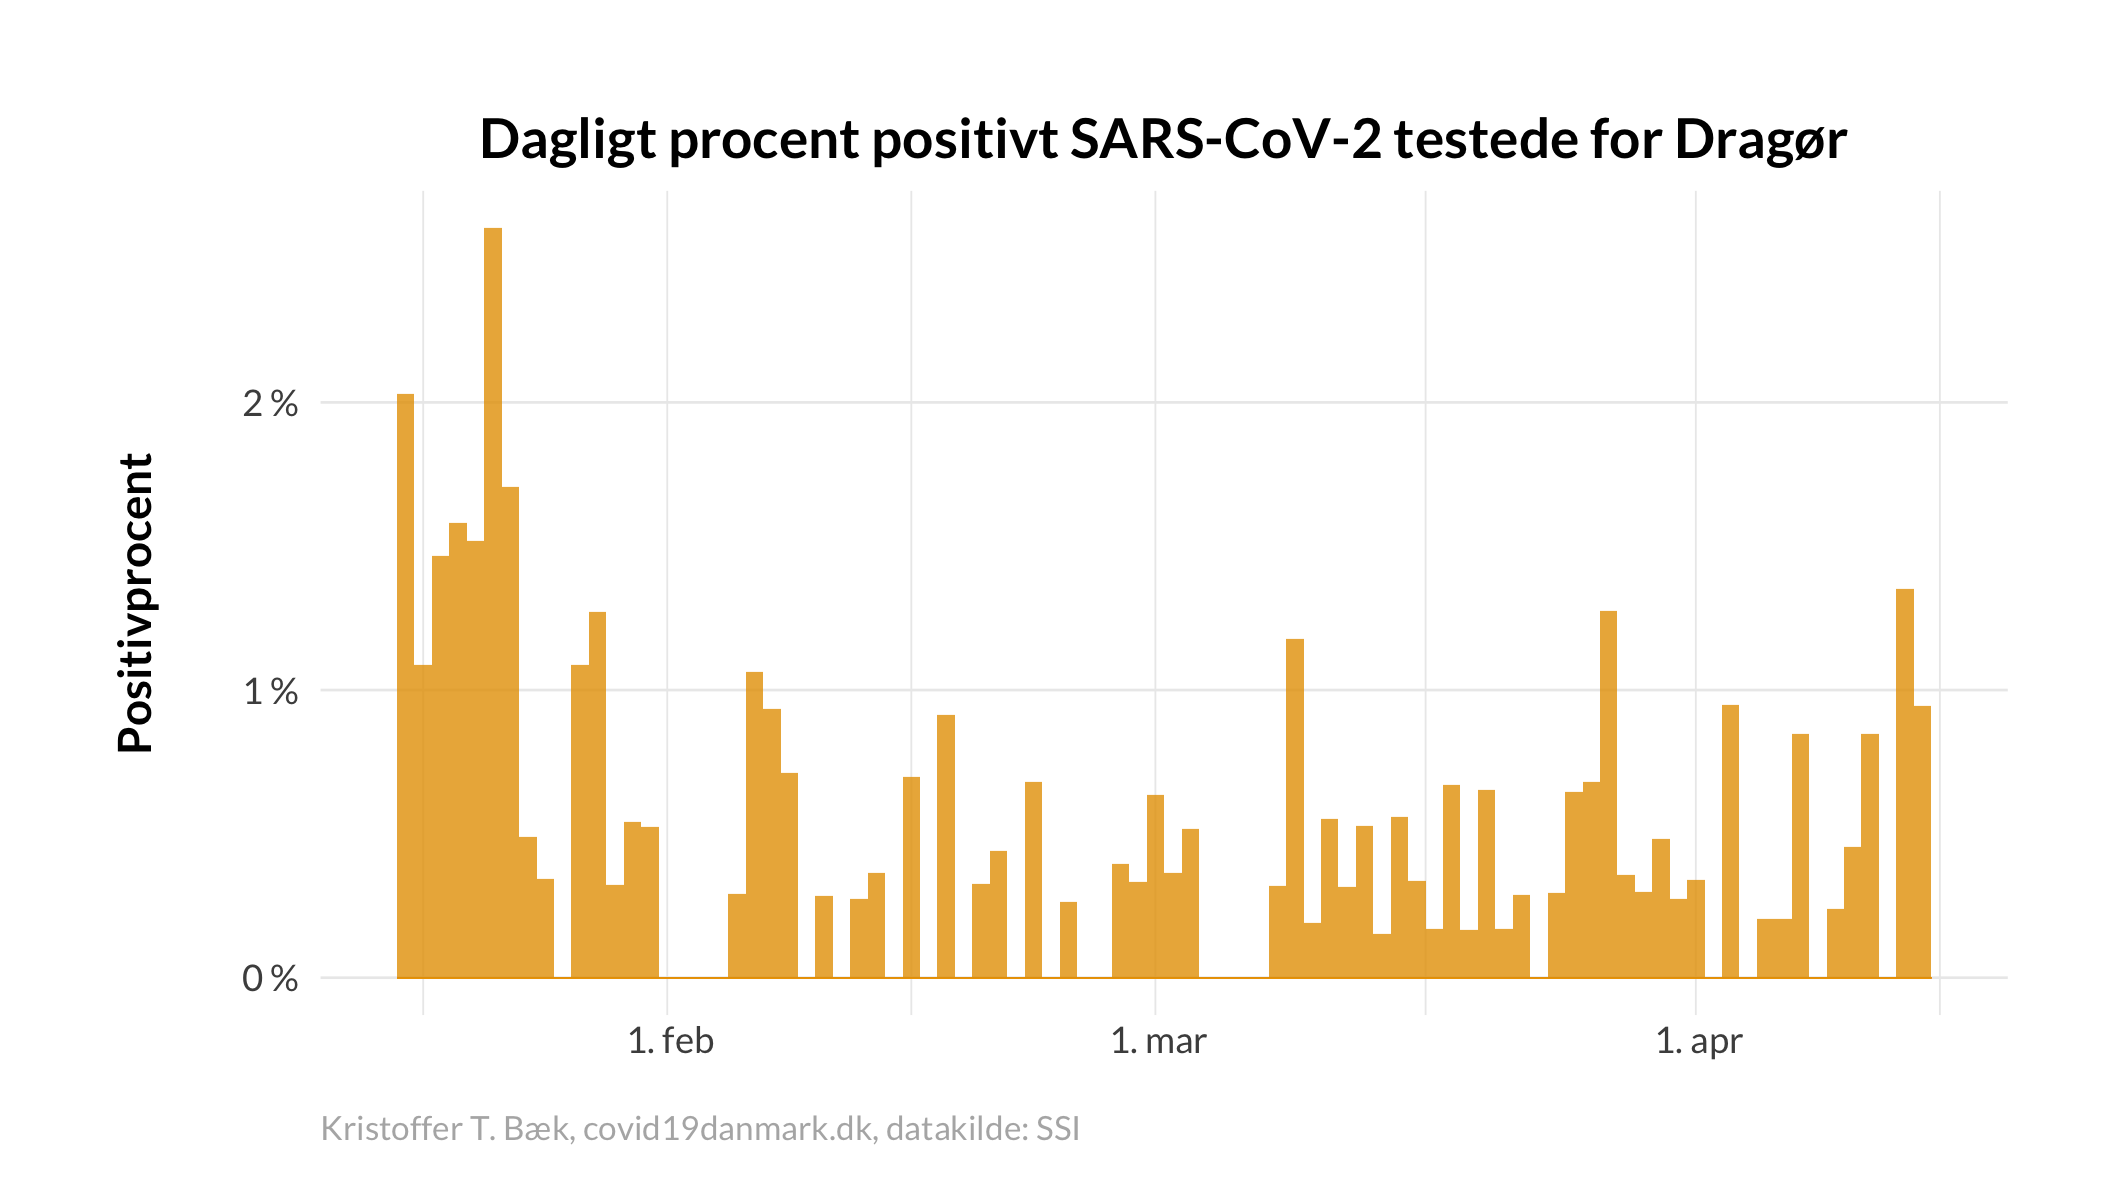 Dagligt procent positivt SARS-CoV-2 testede for Dragør
Positivprocent
2 %
1 %
0 %
1. feb
1. mar
1. apr
Kristoffer T. Bæk, covid19danmark.dk, datakilde: SSI